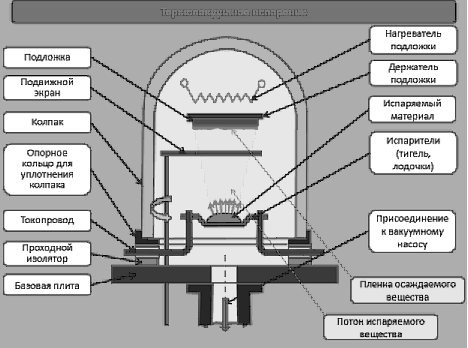 Подложка
Подвижной
экран
Колпак
Опорное
кольцо для
уплотнения
колпака
Токопровод
Проходной
изолятор
Базовая плита
Нагреватель
подложки
Держатель
подложки
Испаряемый
материал
Испарители
(тигель,
лодочки)
Присоединение
к вакуумному
насосу
Пленка осаждаемого
вещества
Поток испаряемого
вещества